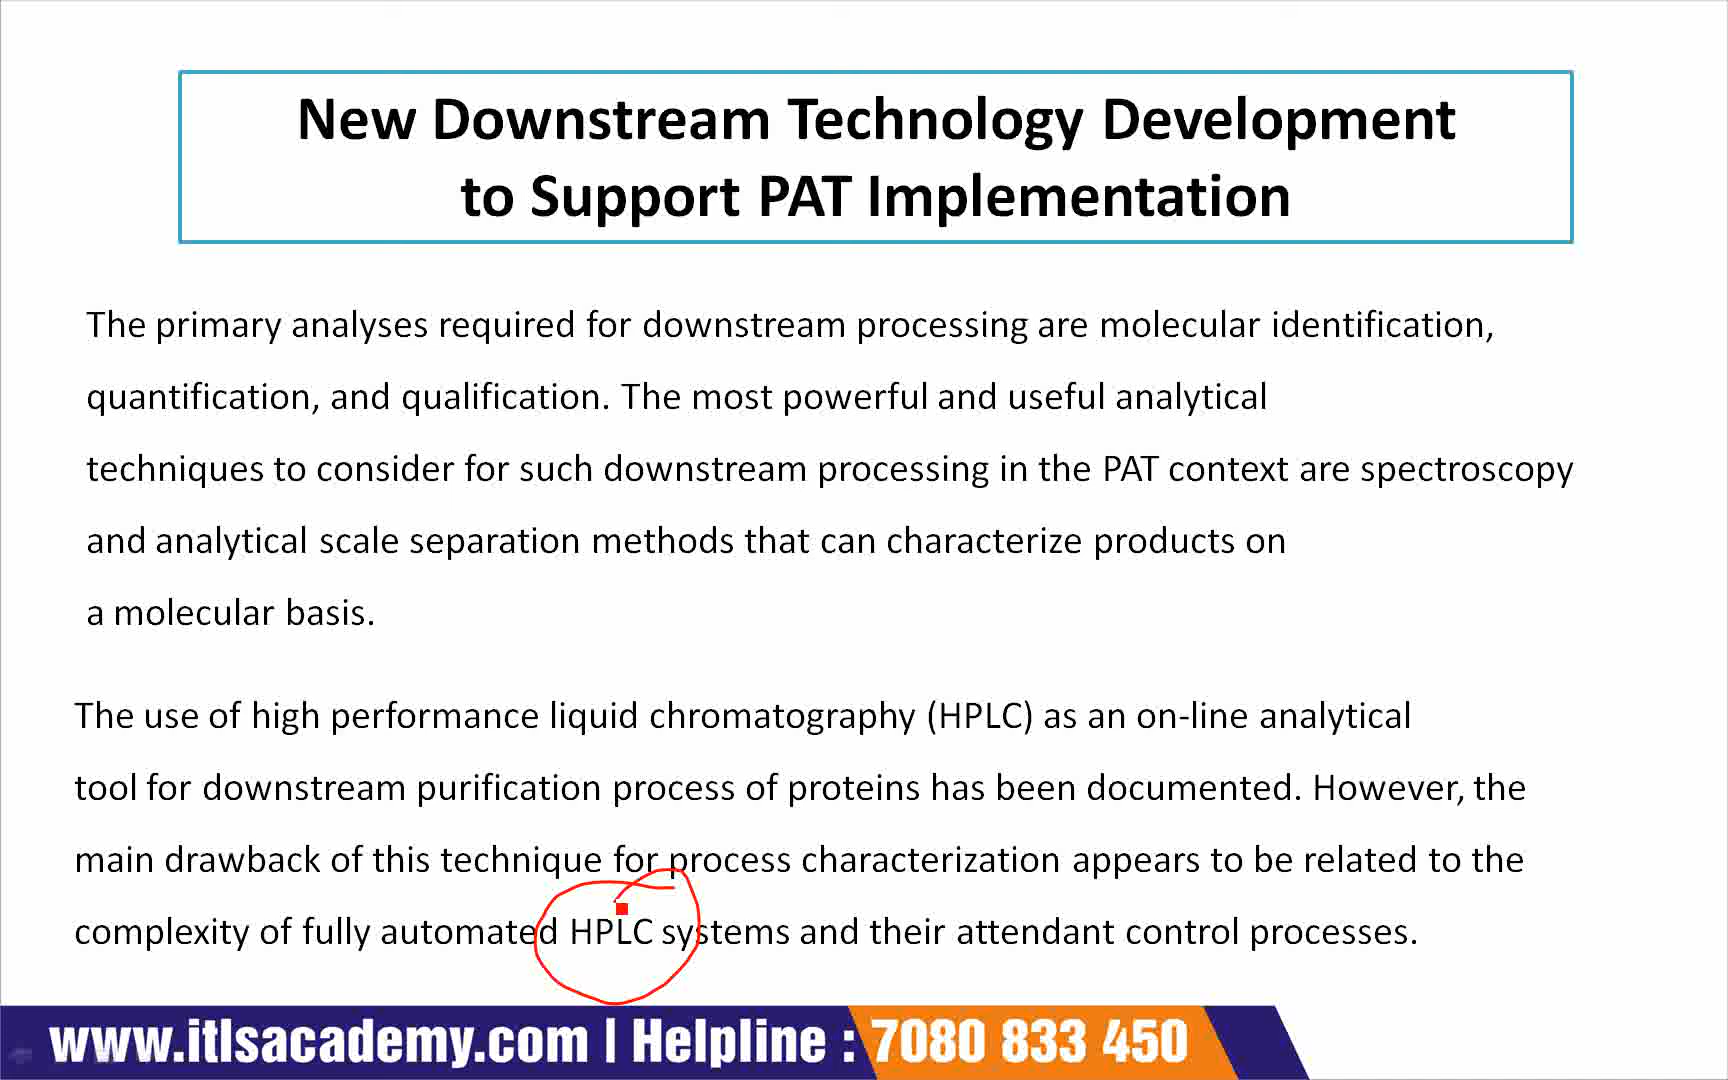 New Downstream Technology Development
to Support PAT Implementation
The primary analyses required for downstream processing are molecular identification,
quantification, and qualification. The most powerful and useful analytical
techniques to consider for such downstream processing in the PAT context are spectroscopy
and analytical scale separation methods that can characterize products on
a molecular basis.
The use of high performance liquid chromatography (HPLC) as an on-line analytical
tool for downstream purification process of proteins has been documented. However, the
main drawback of this technique for process characterization appears to be related to the
complexity of fully automated HPLC systems and their attendant control processes.
www.itlsacademy.com | Helpline : 7080 833 450